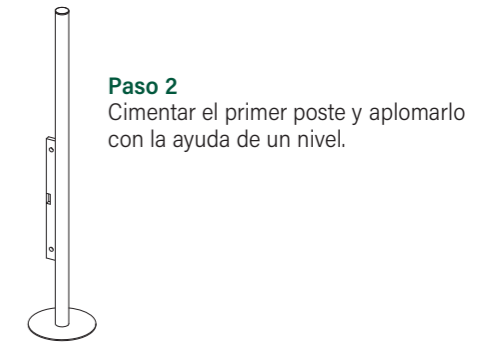 Paso 2
Cimentar el primer poste y aplomarlo
con la ayuda de un nivel.